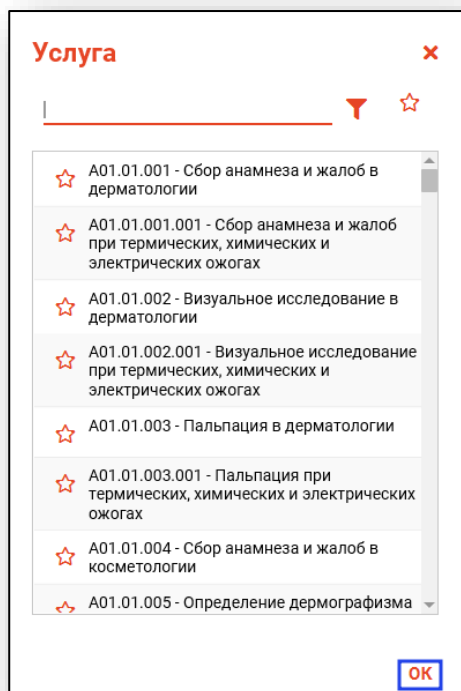 Услуга
A01.01.001 - Сбор анамнеза и жалоб в
дерматологии
A01.01.001.001 - Сбор анамнеза и жалоб
при термических, химических и
электрических ожогах
A01.01.002 - Визуальное исследование в
дерматологии
A01.01.002.001 - Визуальное исследование
при термических, химических и
электрических ожогах
A01.01.003 - Пальпация в дерматологии
A01.01.003.001 - Пальпация при
термических, химических и электрических
ожогах
A01.01.004 - Сбор анамнеза и жалоб в
косметологии
A01.01.005 - Определение дермографизма
ОК